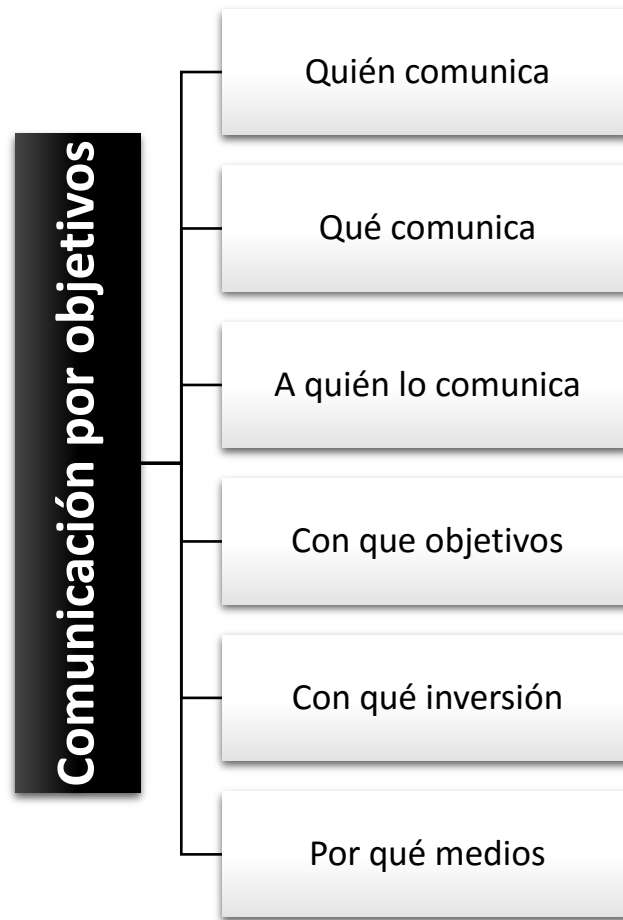 Comunicación por objetivos
Quién comunica
Qué comunica
A quién lo comunica
Con que objetivos
Con qué inversión
Por qué medios